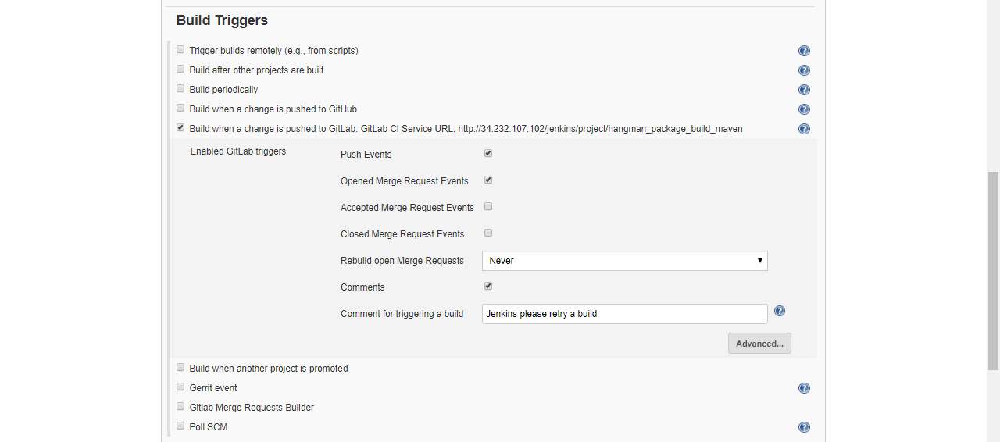 Build Triggers
Trigger builds remotely (e.g., from scripts)
Build after other projects are built
Build periodically
Build when a change is pushed to GitHub
Build when a change is pushed to GitLab. GitLab CI Service URL: http://34.232.107.102/jenkins/project/hangman_package_build_maven
Enabled GitLab triggers
Push Events
Opened Merge Request Events
Accepted Merge Request Events
Closed Merge Request Events
Rebuild open Merge Requests Never
Comments
Comment for triggering a build Jenkins please retry a build
Advanced...
Build when another project is promoted
Gerrit event
Gitlab Merge Requests Builder
Poll SCM